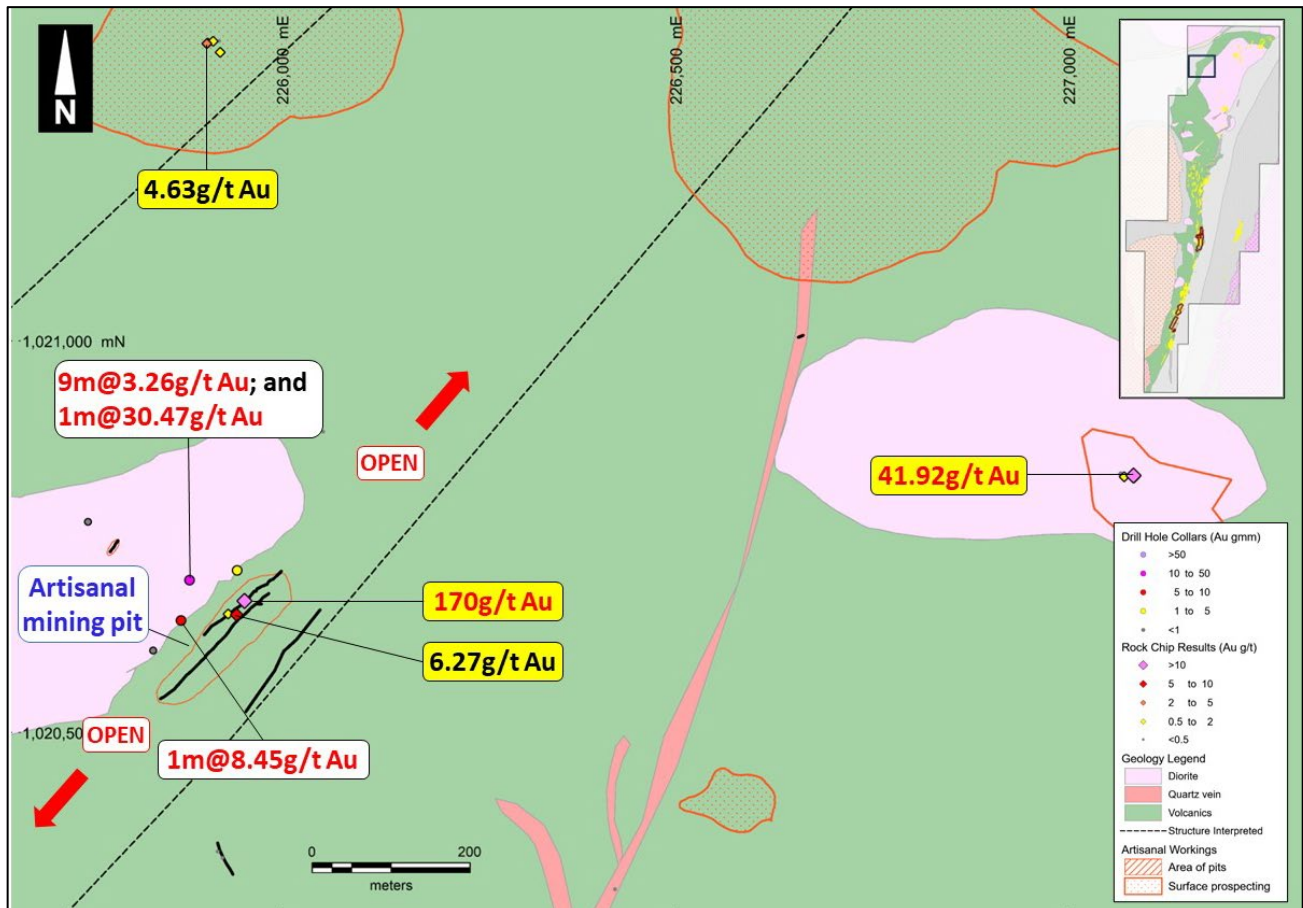 226,000 mE
226,500 mE
227,000 mE
N
4.63g/t Au
1,021,000 mN
9m@3.26g/t Au; and
1m@30.47g/t Au
OPEN
41.92g/t Au
Artisanal
mining pit
170g/t Au
6.27g/t Au
1,020,50
OPEN
1m@8.45g/t Au
0 200
meters
Drill Hole Collars (Au gmm)
>50
10 to 50
5 to 10
1 to 5
<1
Rock Chip Results (Au g/t)
>10
5 to 10
2 to 5
0.5 to 2
<0.5
Geology Legend
Diorite
Quartz vein
Volcanics
Structure Interpreted
Artisanal Workings
Area of pits
Surface prospecting